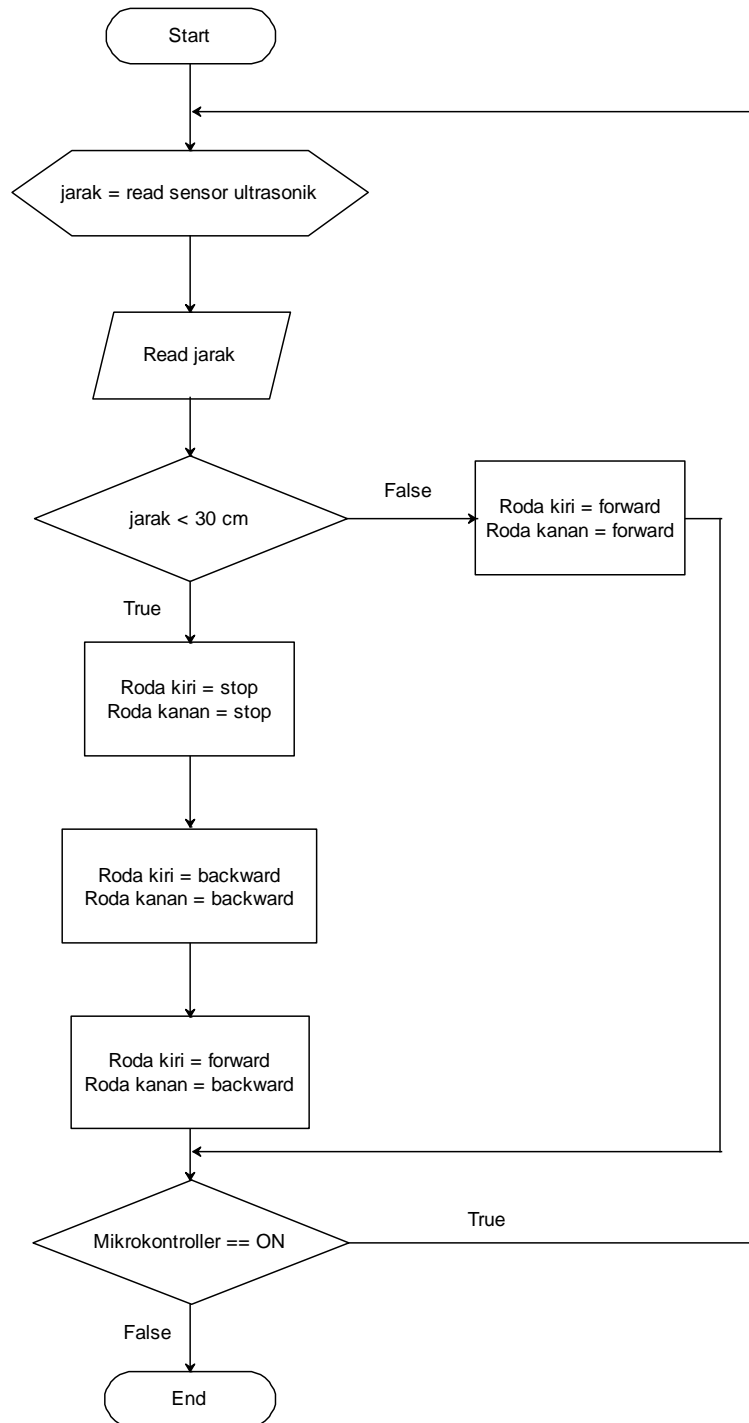 Start
jarak = read sensor ultrasonik
Read jarak
jarak < 30 cm
False
Roda kiri = forward
Roda kanan = forward
True
Roda kiri = stop
Roda kanan = stop
Roda kiri = backward
Roda kanan = backward
Roda kiri = forward
Roda kanan = backward
Mikrokontroller == ON
True
False
End